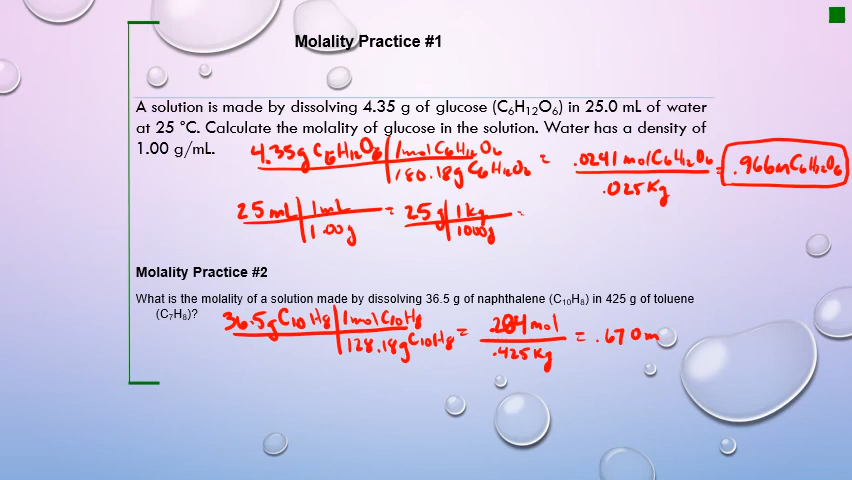 Molality Practice #1
A solution is made by dissolving 4.35 g of glucose (C₆H₁₂O₆) in 25.0 mL of water
at 25 °C. Calculate the molality of glucose in the solution. Water has a density of
1.00 g/mL.
4.35g C₆H₁₂O₆ | 1mol C₆H₁₂O₆ = .0241 mol C₆H₁₂O₆ = .966m C₆H₁₂O₆
180.18g C₆H₁₂O₆ .025 Kg
25 mL | 1mL = 25 g | 1 kg =
1.00g 1000g
Molality Practice #2
What is the molality of a solution made by dissolving 36.5 g of naphthalene (C₁₀H₈) in 425 g of toluene
(C₇H₈)?
36.5g C₁₀H₈ | 1mol C₁₀H₈ = .284 mol = .670 m
128.18g C₁₀H₈ .425 Kg